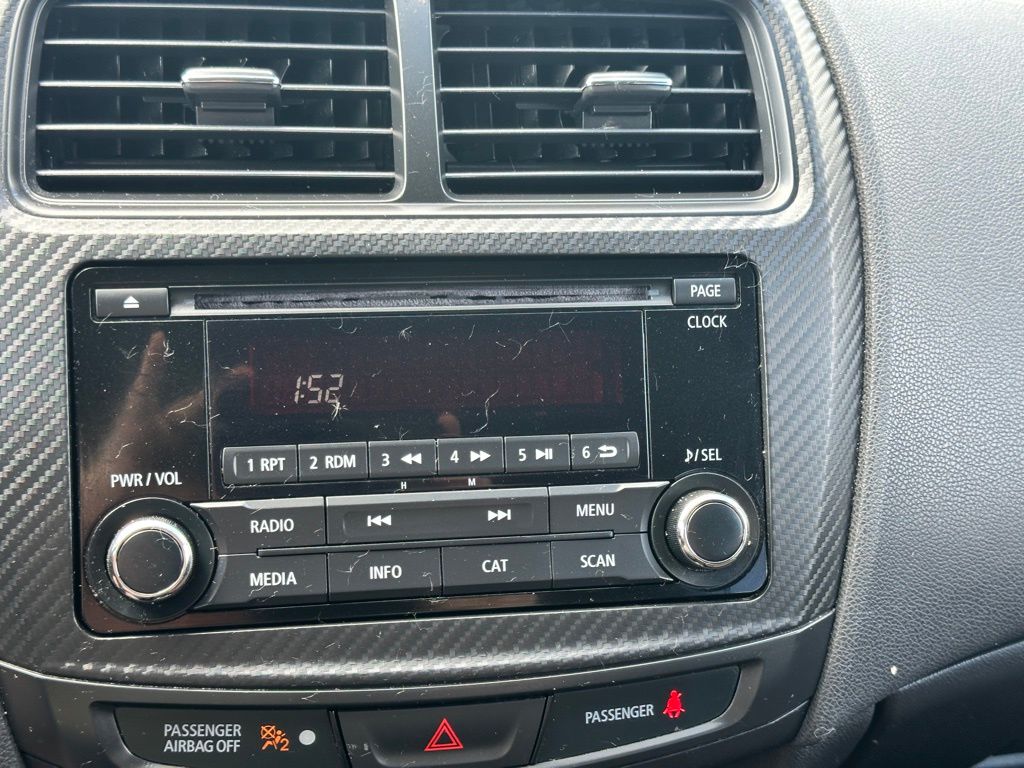 PAGE
CLOCK
1:52
1 RPT 2 RDM 3 4 5 6
H M
PWR / VOL
♪/SEL
RADIO
MENU
MEDIA INFO CAT SCAN
PASSENGER
AIRBAG OFF
2
PASSENGER